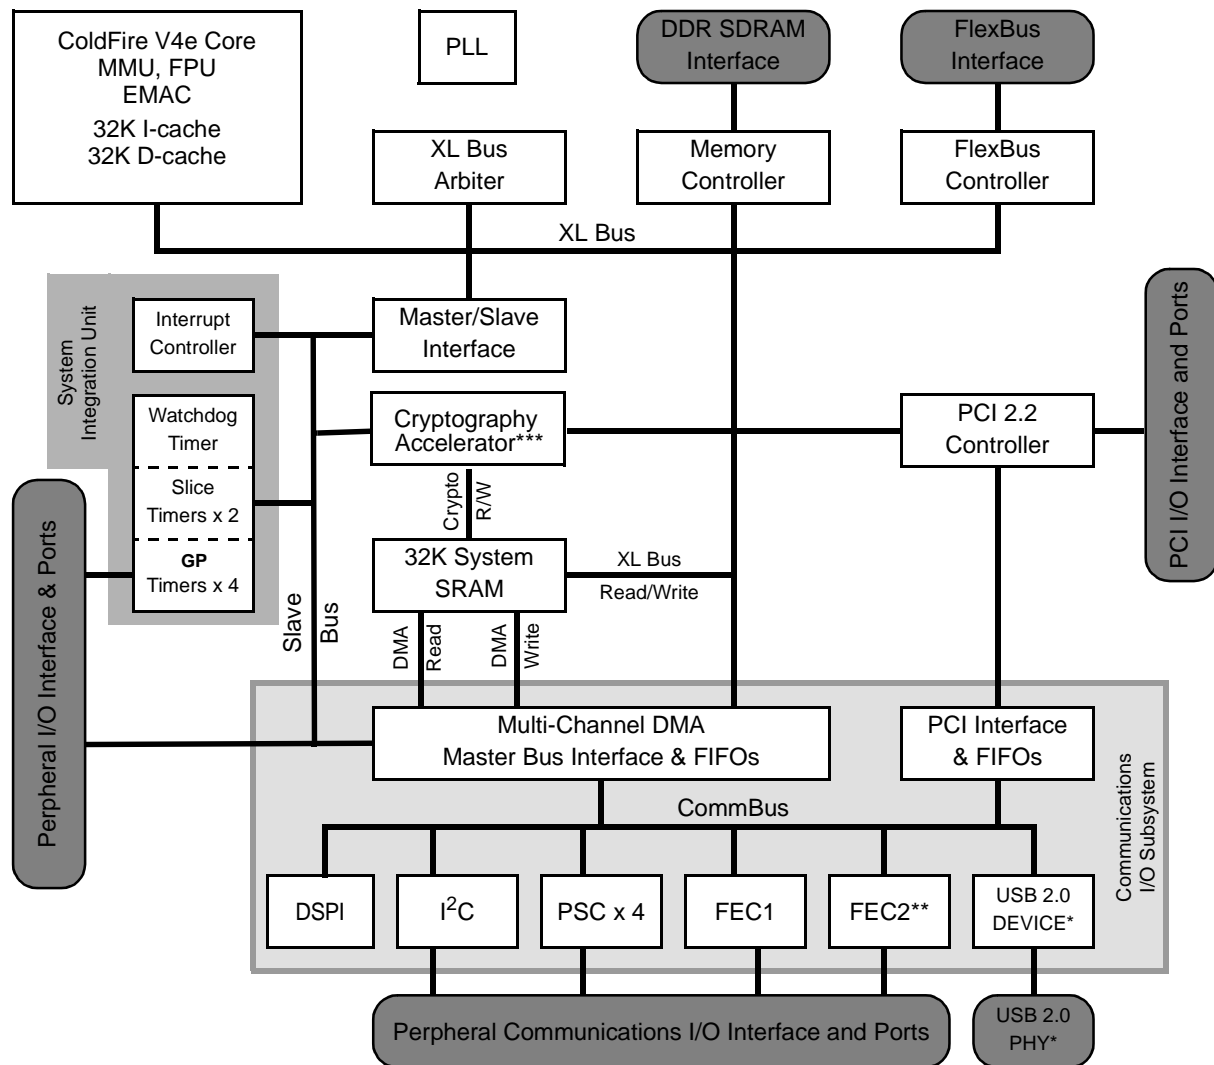 ColdFire V4e Core
MMU, FPU
EMAC
32K I-cache
32K D-cache
PLL
DDR SDRAM
Interface
FlexBus
Interface
XL Bus
Arbiter
Memory
Controller
FlexBus
Controller
XL Bus
System
Integration Unit
Interrupt
Controller
Master/Slave
Interface
PCI I/O Interface and Ports
Watchdog
Timer
Slice
Timers x 2
GP
Timers x 4
Cryptography
Accelerator***
PCI 2.2
Controller
Crypto
R/W
32K System
SRAM
XL Bus
Read/Write
Perpheral I/O Interface & Ports
Slave
Bus
DMA
Read
DMA
Write
Multi-Channel DMA
Master Bus Interface & FIFOs
PCI Interface
& FIFOs
Communications
I/O Subsystem
CommBus
DSPI
I2C
PSC x 4
FEC1
FEC2**
USB 2.0
DEVICE*
Perpheral Communications I/O Interface and Ports
USB 2.0
PHY*